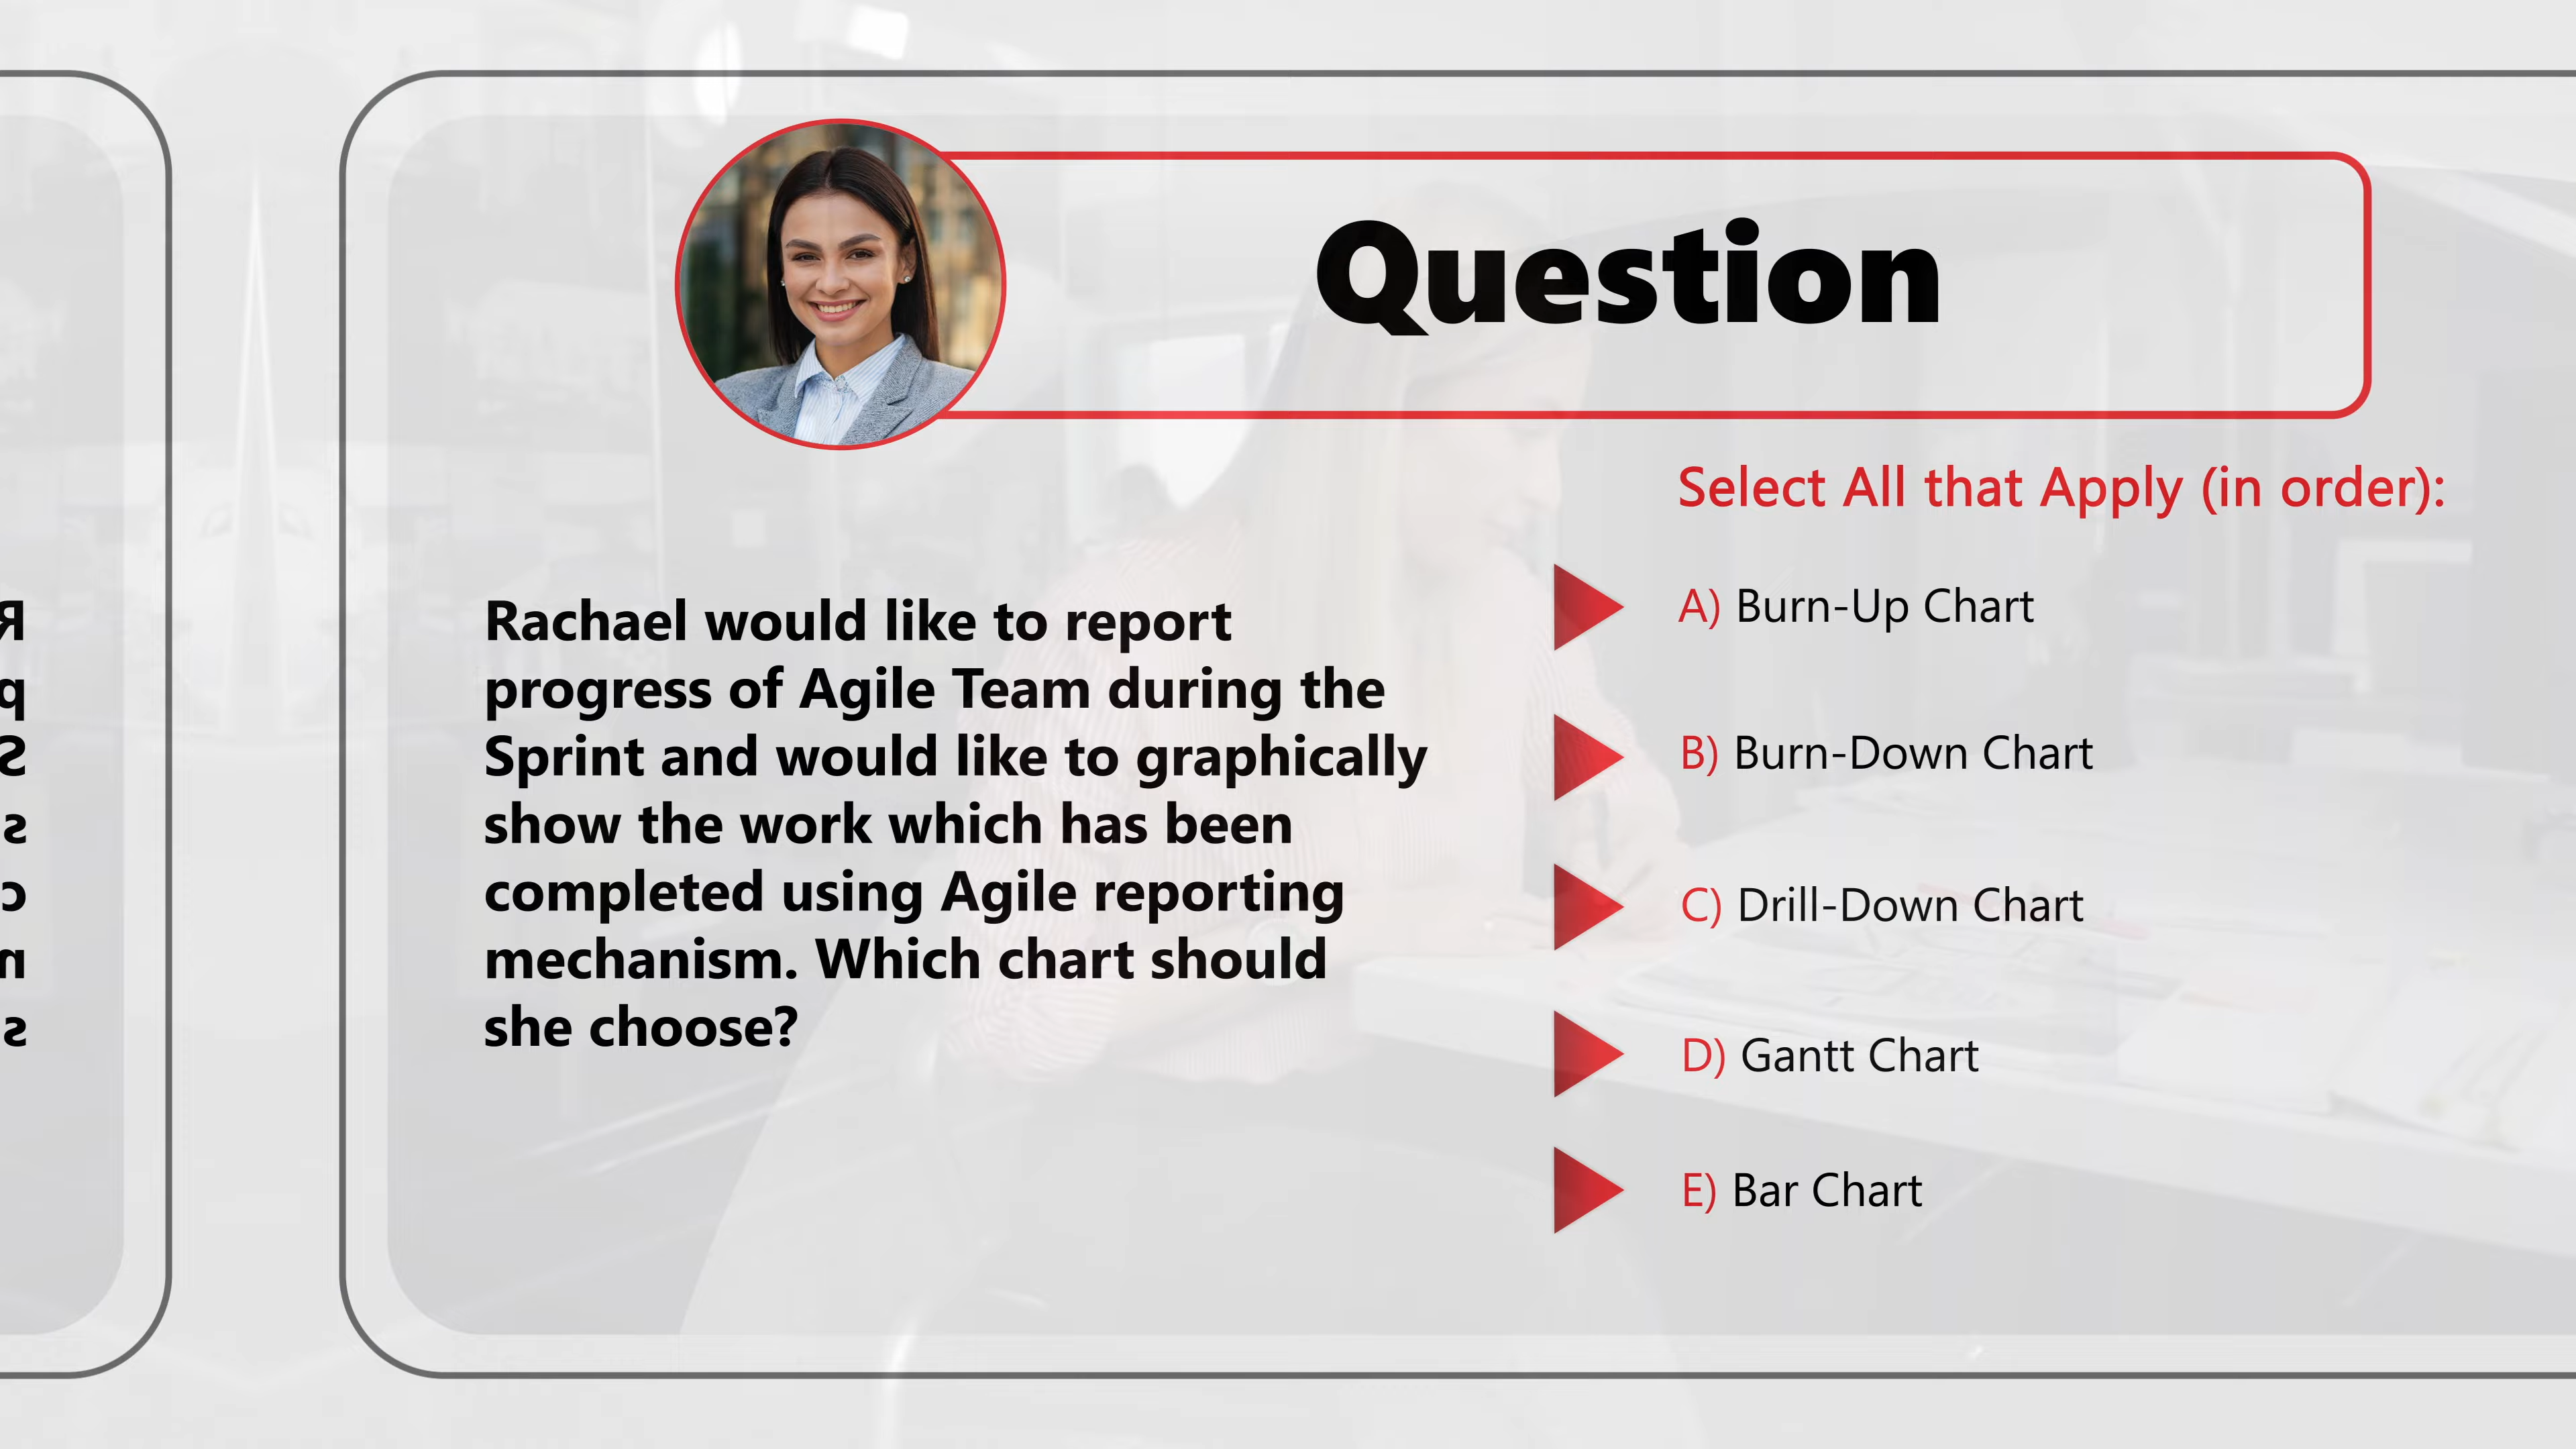 Question
Rachael would like to report
progress of Agile Team during the
Sprint and would like to graphically
show the work which has been
completed using Agile reporting
mechanism. Which chart should
she choose?
Select All that Apply (in order):
A) Burn-Up Chart
B) Burn-Down Chart
C) Drill-Down Chart
D) Gantt Chart
E) Bar Chart